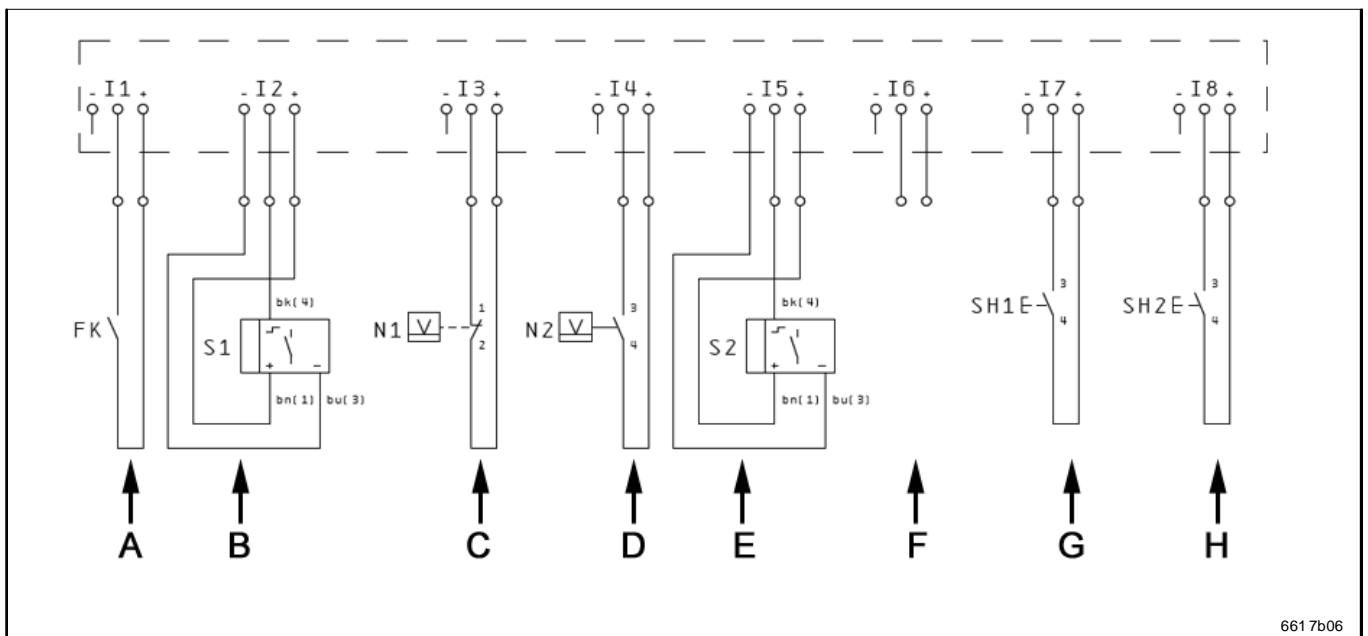 - I1 + - I2 + - I3 + - I4 + - I5 + - I6 + - I7 + - I8 +
bk(4) bk(4)
1 3 3 3
FK S1 N1 V N2 V S2 SH1E SH2E
2 4 4 4
+ - + -
bn(1) bu(3) bn(1) bu(3)
A B C D E F G H
6617b06